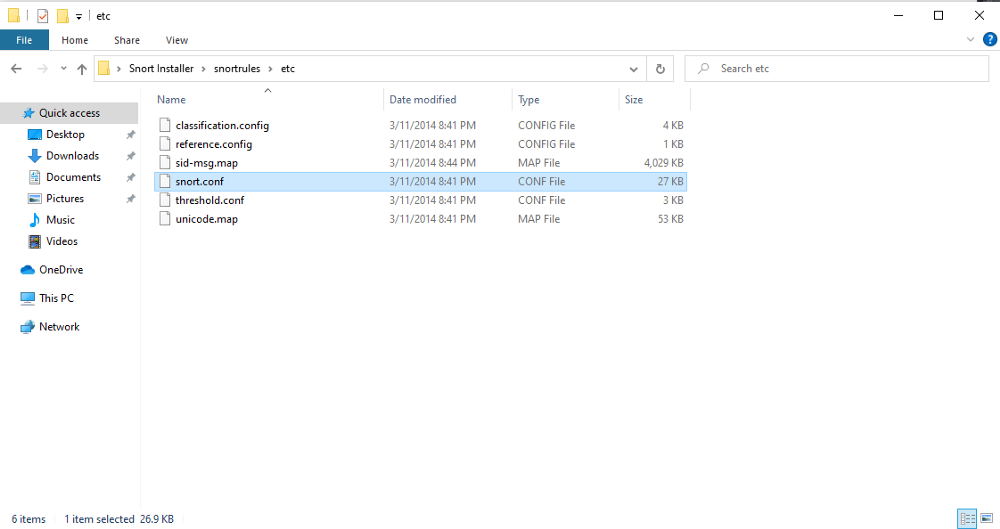 etc
File Home Share View
Snort Installer snortrules etc Search etc
Name Date modified Type Size
Quick access
Desktop
Downloads
Documents
Pictures
Music
Videos
OneDrive
This PC
Network
classification.config 3/11/2014 8:41 PM CONFIG File 4 KB
reference.config 3/11/2014 8:41 PM CONFIG File 1 KB
sid-msg.map 3/11/2014 8:44 PM MAP File 4,029 KB
snort.conf 3/11/2014 8:41 PM CONF File 27 KB
threshold.conf 3/11/2014 8:41 PM CONF File 3 KB
unicode.map 3/11/2014 8:41 PM MAP File 53 KB
6 items 1 item selected 26.9 KB